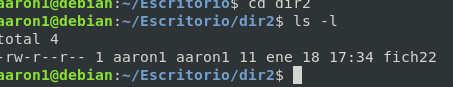 aaron1@debian:~/Escritorio$ cd dir2
aaron1@debian:~/Escritorio/dir2$ ls -l
total 4
-rw-r--r-- 1 aaron1 aaron1 11 ene 18 17:34 fich22
aaron1@debian:~/Escritorio/dir2$